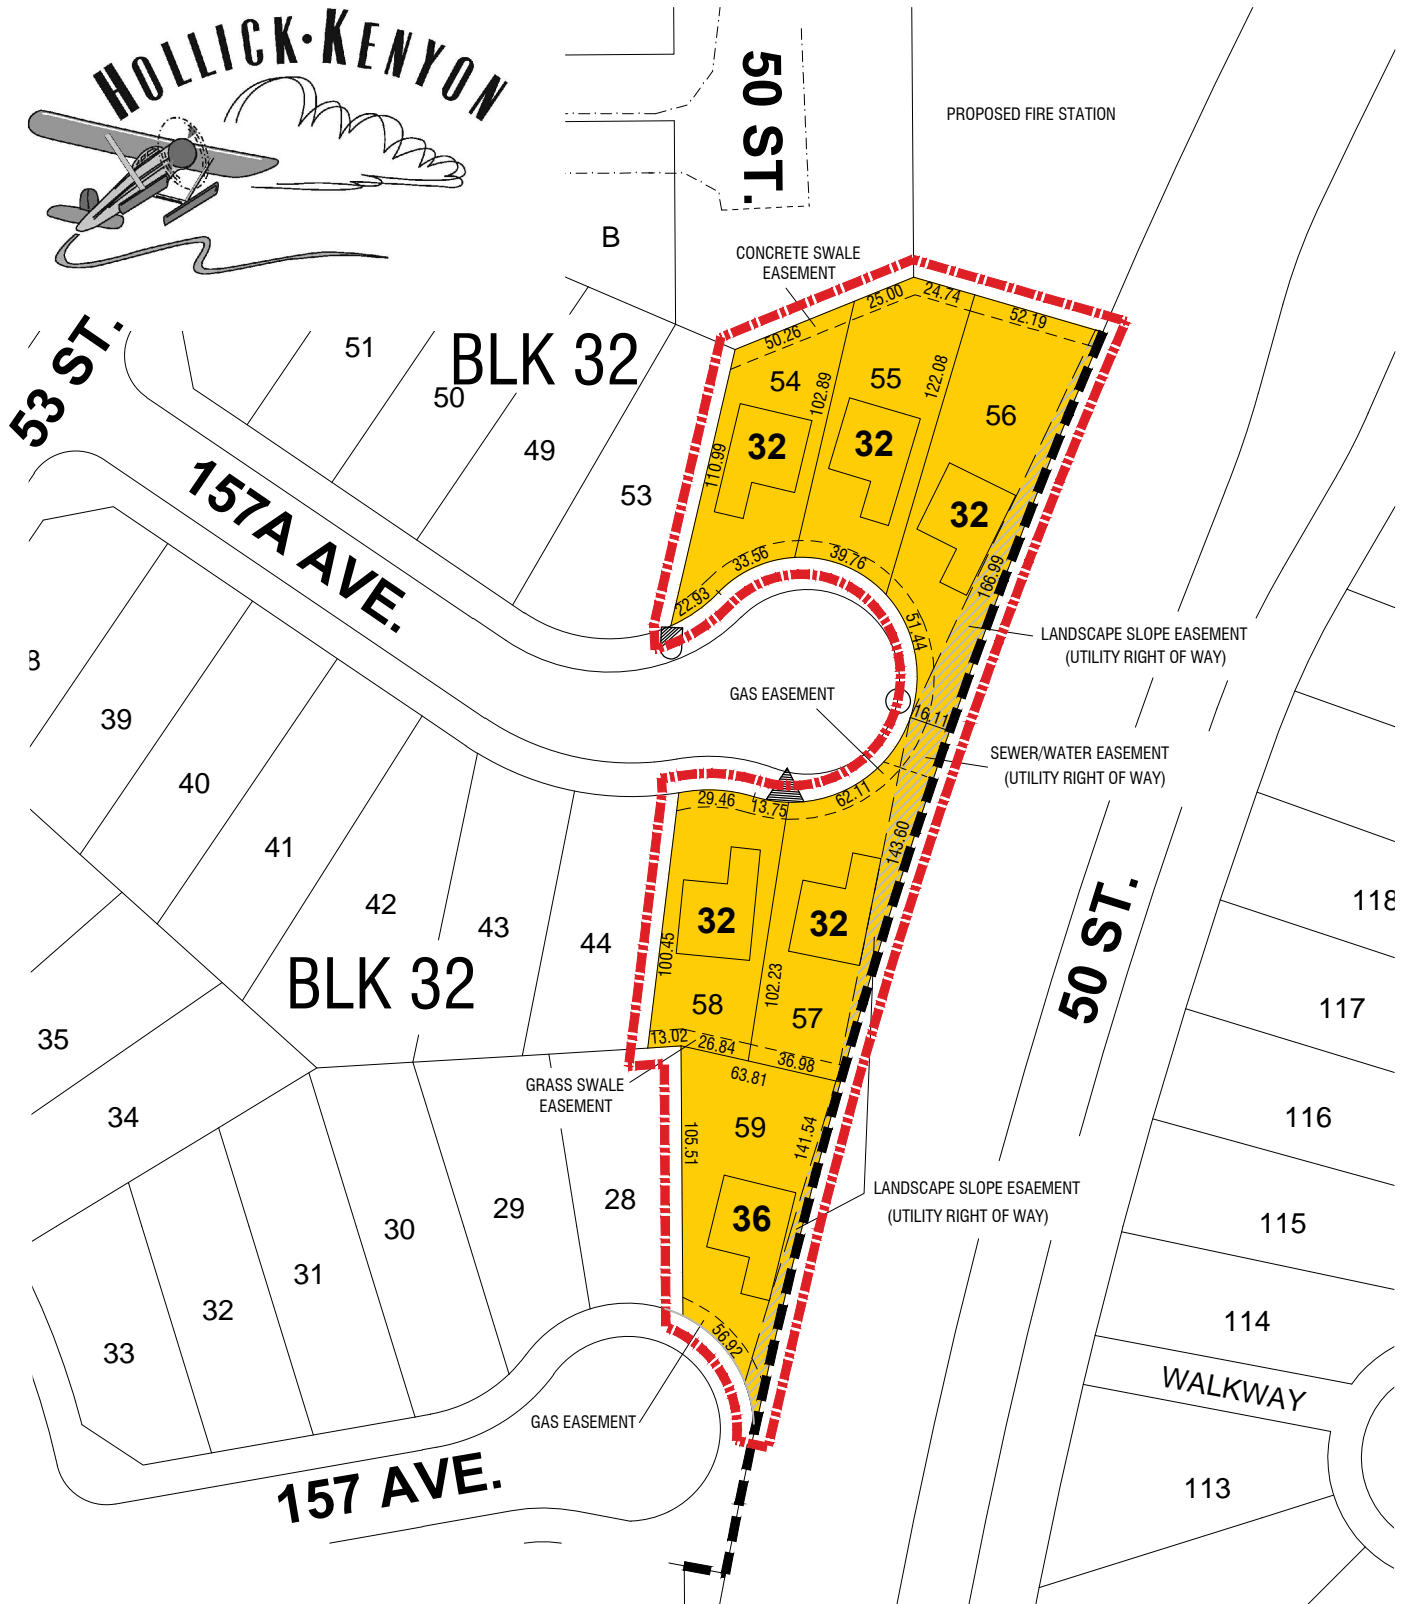 HOLLICK·KENYON
50 ST.
PROPOSED FIRE STATION
B
CONCRETE SWALE
EASEMENT
25.00
24.74
52.19
50.26
53 ST.
51
BLK 32
50
49
53
54
55
56
102.89
122.08
110.99
32
32
32
157A AVE.
33.56
39.76
22.93
51.44
166.99
LANDSCAPE SLOPE EASEMENT
(UTILITY RIGHT OF WAY)
GAS EASEMENT
16.11
SEWER/WATER EASEMENT
(UTILITY RIGHT OF WAY)
8
39
40
41
42
43
44
29.46
13.75
62.11
143.60
32
32
100.45
102.23
58
57
BLK 32
13.02
26.84
36.98
63.81
GRASS SWALE
EASEMENT
59
105.51
141.54
50 ST.
118
117
116
115
114
WALKWAY
113
35
34
33
32
31
30
29
28
36
LANDSCAPE SLOPE ESAEMENT
(UTILITY RIGHT OF WAY)
56.92
GAS EASEMENT
157 AVE.